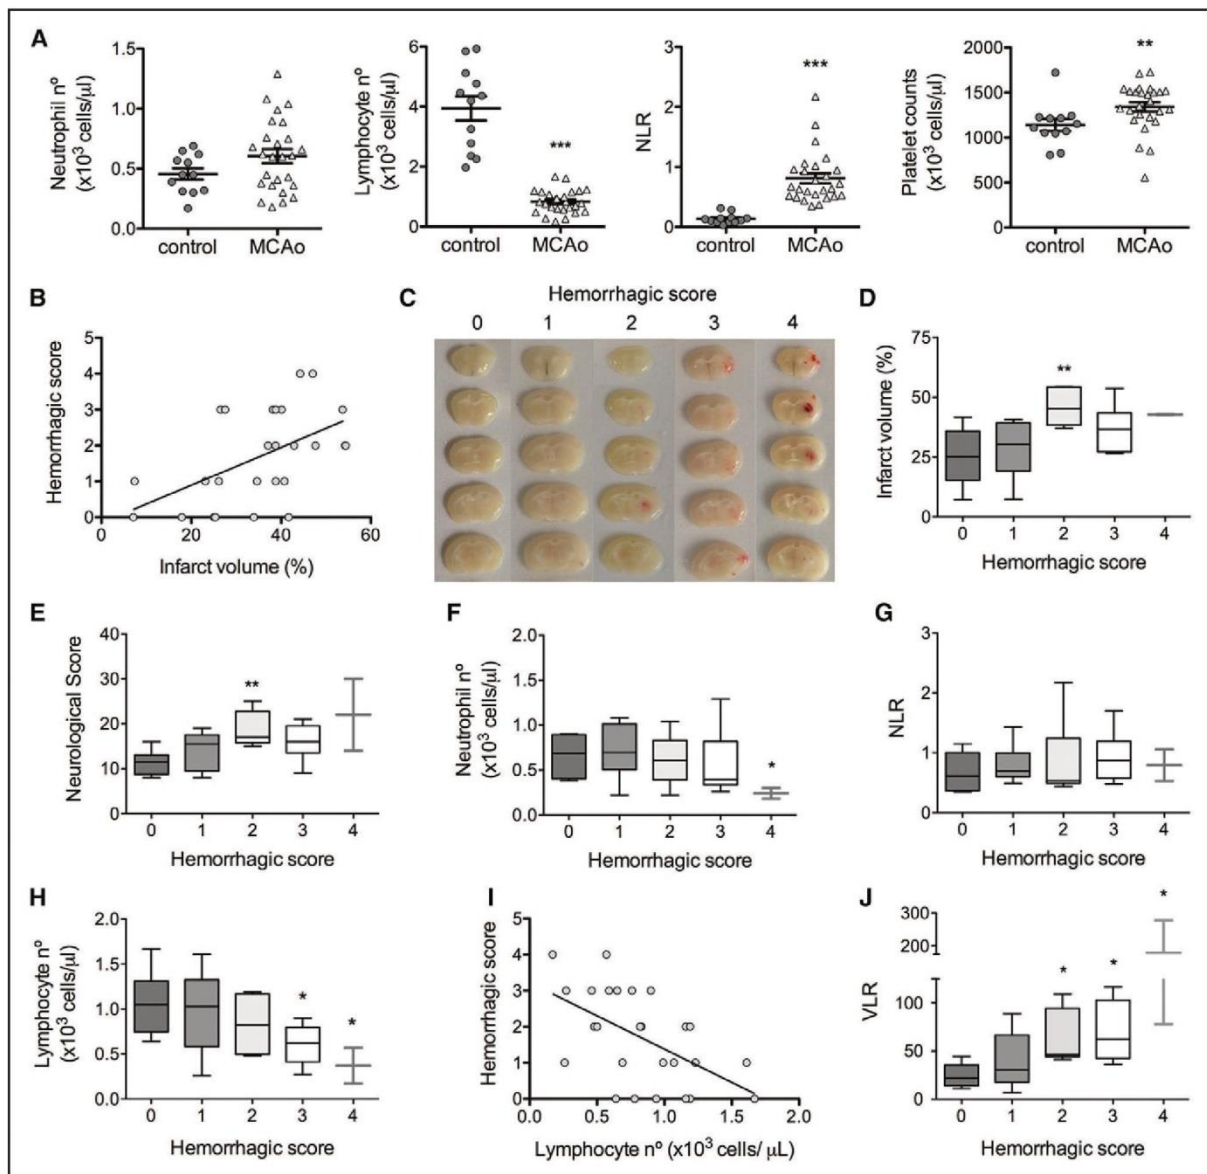 A
Neutrophil nº
(x10³ cells/µl)
1.5
1.0
0.5
0.0
control MCAo
Lymphocyte nº
(x10³ cells/µl)
6
4
2
0
***
control MCAo
NLR
3
2
1
0
***
control MCAo
Platelet counts
(x10³ cells/µl)
2000
1500
1000
500
0
**
control MCAo
B
Hemorrhagic score
5
4
3
2
1
0
0 20 40 60
Infarct volume (%)
C
Hemorrhagic score
0 1 2 3 4
D
Infarct volume (%)
75
50
25
0
**
0 1 2 3 4
Hemorrhagic score
E
Neurological Score
40
30
20
10
0
**
0 1 2 3 4
Hemorrhagic score
F
Neutrophil nº
(x10³ cells/µl)
2.0
1.5
1.0
0.5
0.0
*
0 1 2 3 4
Hemorrhagic score
G
NLR
3
2
1
0
0 1 2 3 4
Hemorrhagic score
H
Lymphocyte nº
(x10³ cells/µl)
2.0
1.5
1.0
0.5
0.0
*
*
0 1 2 3 4
Hemorrhagic score
I
Hemorrhagic score
5
4
3
2
1
0
0.0 0.5 1.0 1.5 2.0
Lymphocyte nº (x10³ cells/ µL)
J
VLR
300
200
100
50
0
*
*
*
0 1 2 3 4
Hemorrhagic score